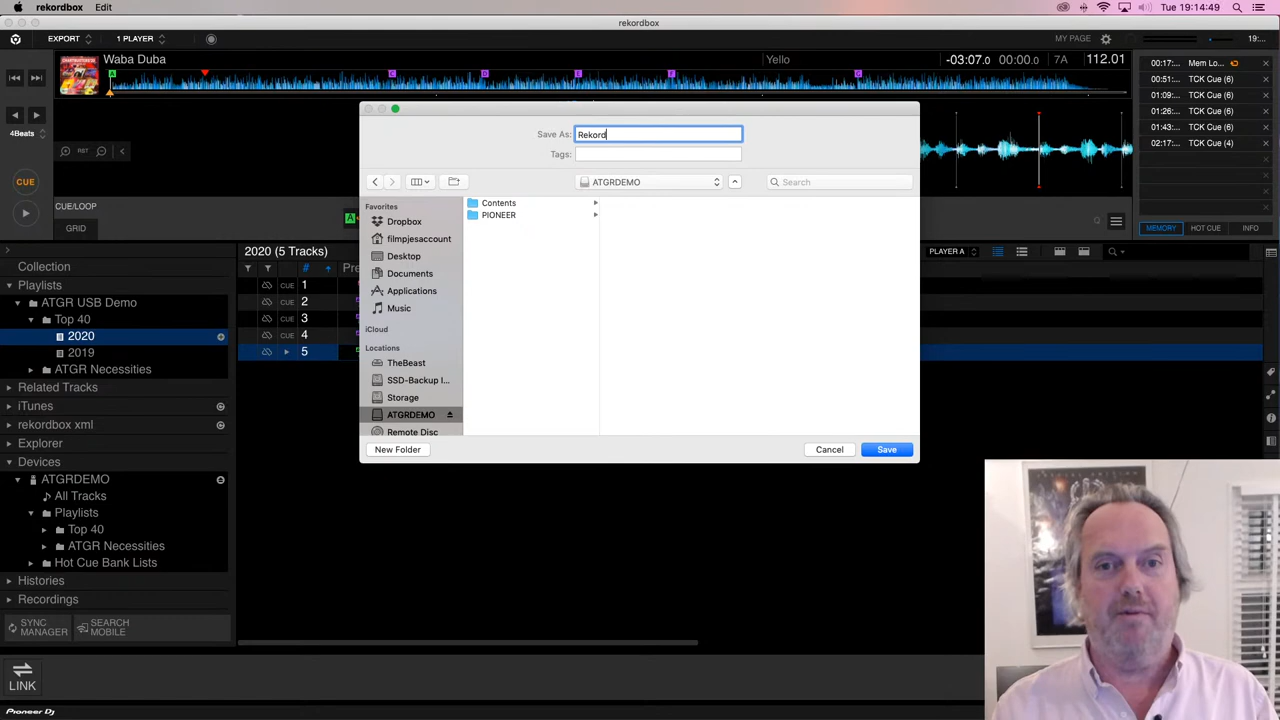 rekordbox Edit Tue 19:14:49
rekordbox
EXPORT 1 PLAYER MY PAGE 19:...
Waba Duba Yello -03:07.0 00:00.0 7A 112.01
A C D E F G
4Beats
RST
CUE
CUE/LOOP
GRID
A
00:17:... Mem Lo...
00:51:... TCK Cue (6)
01:09:... TCK Cue (6)
01:26:... TCK Cue (6)
01:43:... TCK Cue (6)
02:17:... TCK Cue (4)
MEMORY HOT CUE INFO
Save As: Rekord
Tags:
ATGRDEMO Search
Favorites
Dropbox
filmpjesaccount
Desktop
Documents
Applications
Music
iCloud
Locations
TheBeast
SSD-Backup I...
Storage
ATGRDEMO
Remote Disc
Contents
PIONEER
New Folder Cancel Save
2020 (5 Tracks) PLAYER A
# Pre
CUE 1
CUE 2
CUE 3
CUE 4
5
Collection
Playlists
ATGR USB Demo
Top 40
2020
2019
ATGR Necessities
Related Tracks
iTunes
rekordbox xml
Explorer
Devices
ATGRDEMO
All Tracks
Playlists
Top 40
ATGR Necessities
Hot Cue Bank Lists
Histories
Recordings
SYNC MANAGER
SEARCH MOBILE
LINK
Pioneer Dj